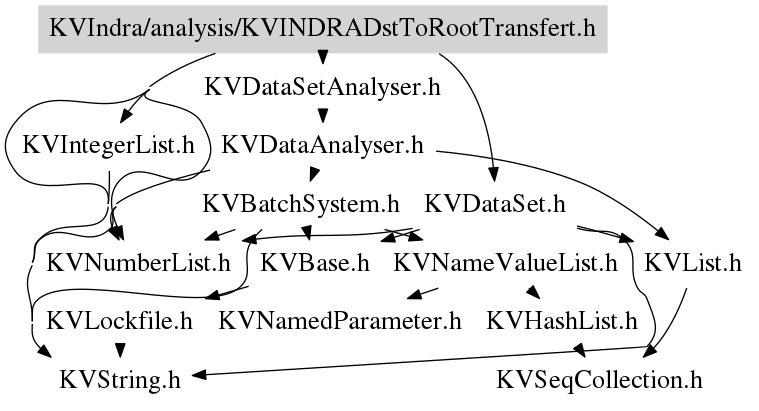 KVIndra/analysis/KVINDRADstToRootTransfert.h
KVDataSetAnalyser.h
KVIntegerList.h KVDataAnalyser.h
KVBatchSystem.h KVDataSet.h
KVNumberList.h KVBase.h KVNameValueList.h KVList.h
KVLockfile.h KVNamedParameter.h KVHashList.h
KVString.h KVSeqCollection.h